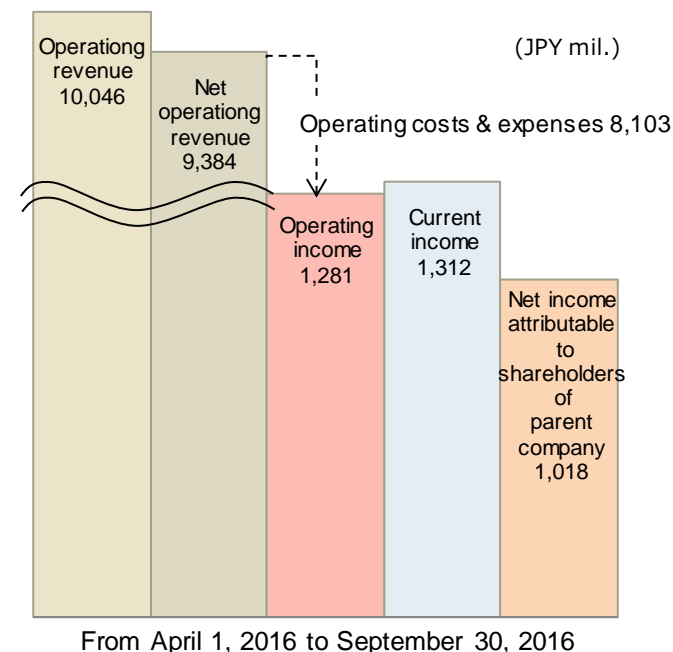 (JPY mil.)
Operationg
revenue
10,046
Net
operationg
revenue
9,384
Operating costs & expenses 8,103
Operating
income
1,281
Current
income
1,312
Net income
attributable
to
shareholders
of
parent
company
1,018
From April 1, 2016 to September 30, 2016